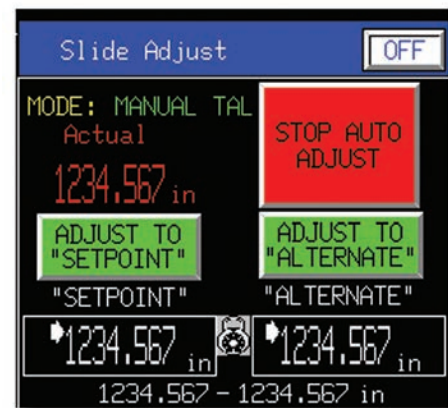 Slide Adjust OFF
MODE: MANUAL TAL
Actual
1234.567 in
STOP AUTO
ADJUST
ADJUST TO
"SETPOINT"
ADJUST TO
"ALTERNATE"
"SETPOINT" "ALTERNATE"
1234.567 in 1234.567 in
1234.567 - 1234.567 in